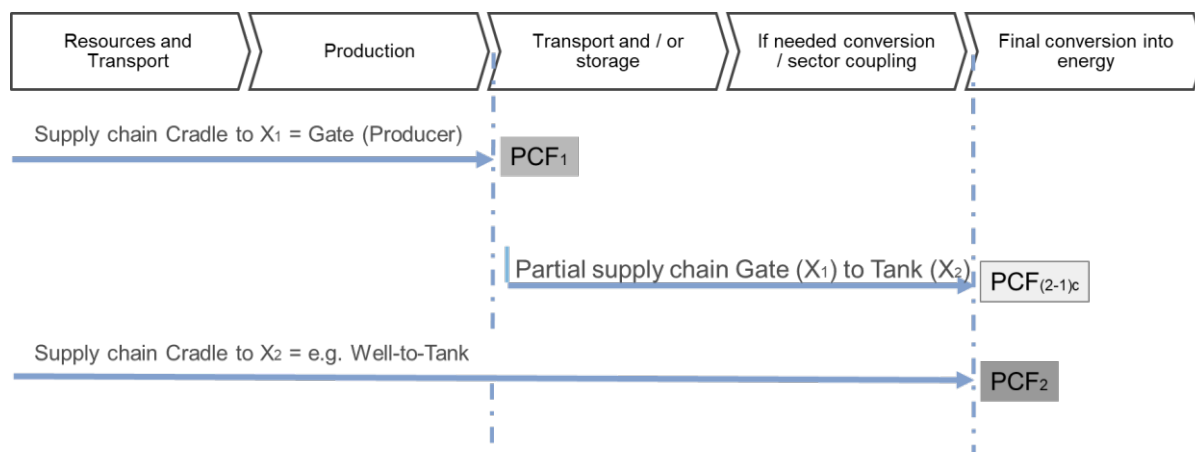 Resources and
Transport
Production
Transport and / or
storage
If needed conversion
/ sector coupling
Final conversion into
energy
Supply chain Cradle to X₁ = Gate (Producer)
PCF₁
Partial supply chain Gate (X₁) to Tank (X₂)
PCF₍₂₋₁₎c
Supply chain Cradle to X₂ = e.g. Well-to-Tank
PCF₂